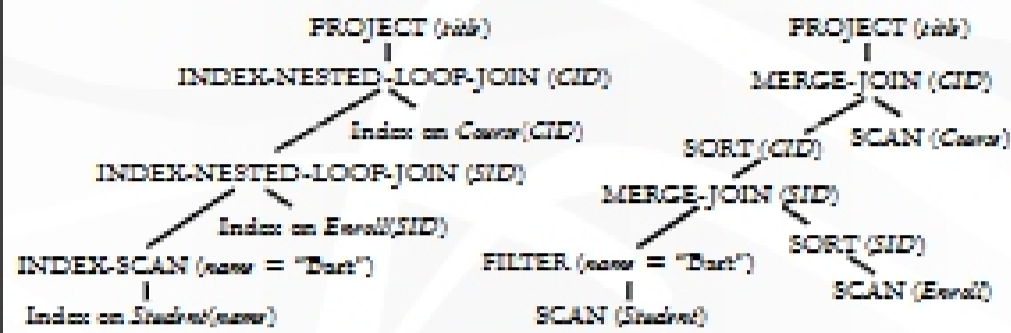 PROJECT (title)
INDEX-NESTED-LOOP-JOIN (CID)
Index on Course(CID)
INDEX-NESTED-LOOP-JOIN (SID)
Index on Enroll(SID)
INDEX-SCAN (name = "Bart")
Index on Student(name)
PROJECT (title)
MERGE-JOIN (CID)
SORT (CID)
SCAN (Course)
MERGE-JOIN (SID)
FILTER (name = "Bart")
SORT (SID)
SCAN (Student)
SCAN (Enroll)